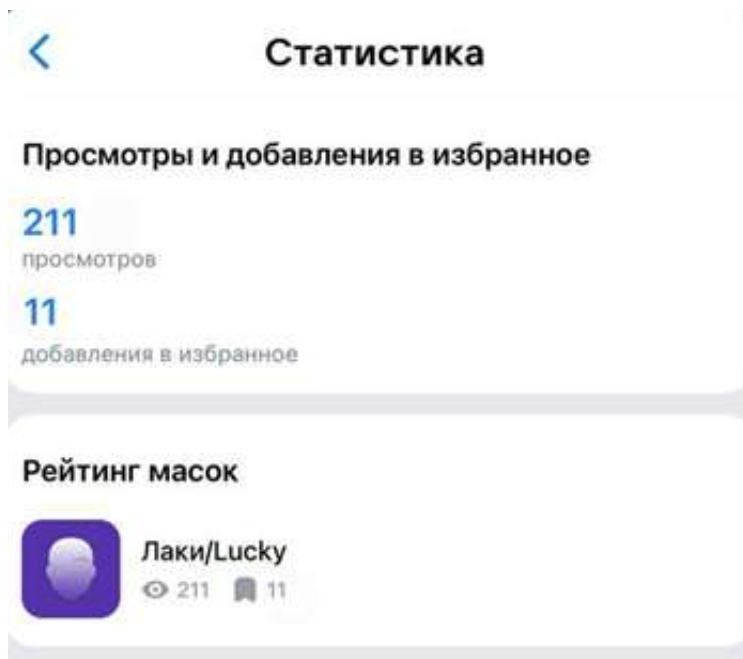 Статистика
Просмотры и добавления в избранное
211
просмотров
11
добавления в избранное
Рейтинг масок
Лаки/Lucky
211 11